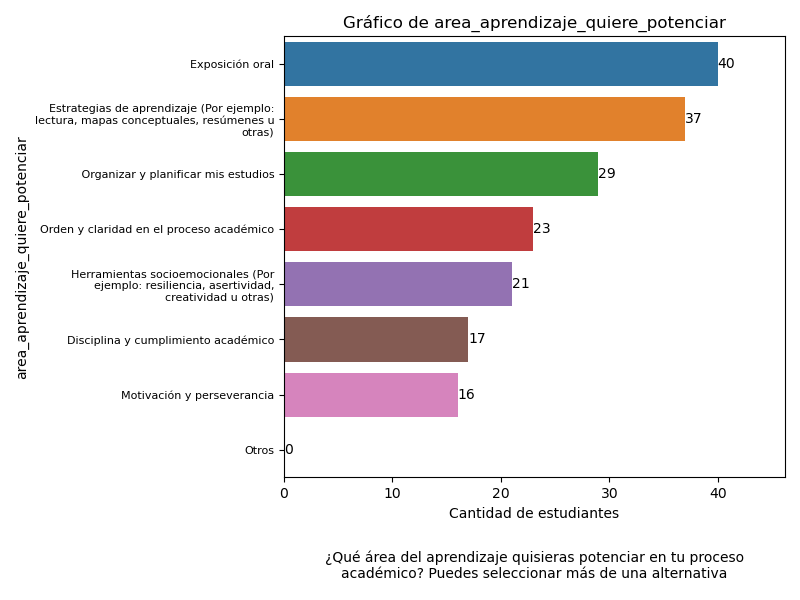 Gráfico de area_aprendizaje_quiere_potenciar
area_aprendizaje_quiere_potenciar
Exposición oral
40
Estrategias de aprendizaje (Por ejemplo:
lectura, mapas conceptuales, resúmenes u
otras)
37
Organizar y planificar mis estudios
29
Orden y claridad en el proceso académico
23
Herramientas socioemocionales (Por
ejemplo: resiliencia, asertividad,
creatividad u otras)
21
Disciplina y cumplimiento académico
17
Motivación y perseverancia
16
Otros
0
0 10 20 30 40
Cantidad de estudiantes
¿Qué área del aprendizaje quisieras potenciar en tu proceso
académico? Puedes seleccionar más de una alternativa